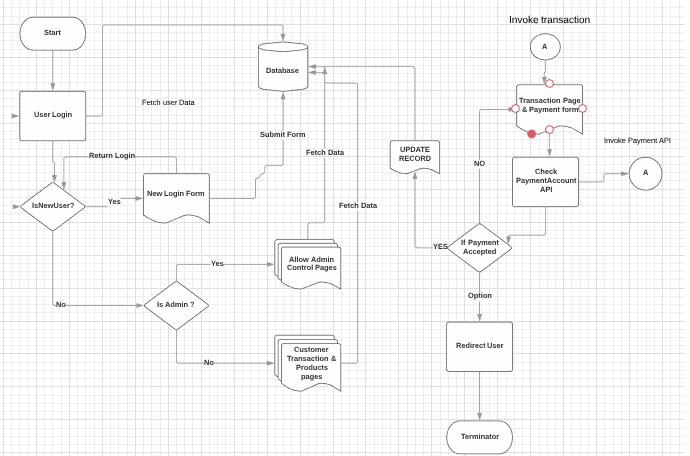 Invoke transaction
Start
A
Database
User Login
Fetch user Data
Transaction Page
& Payment form
Submit Form
Invoke Payment API
Return Login
Fetch Data
UPDATE
RECORD
NO
Check
PaymentAccount
API
A
IsNewUser?
Yes
New Login Form
Fetch Data
YES
If Payment
Accepted
Yes
Allow Admin
Control Pages
No
Is Admin ?
Option
No
Customer
Transaction &
Products
pages
Redirect User
Terminator